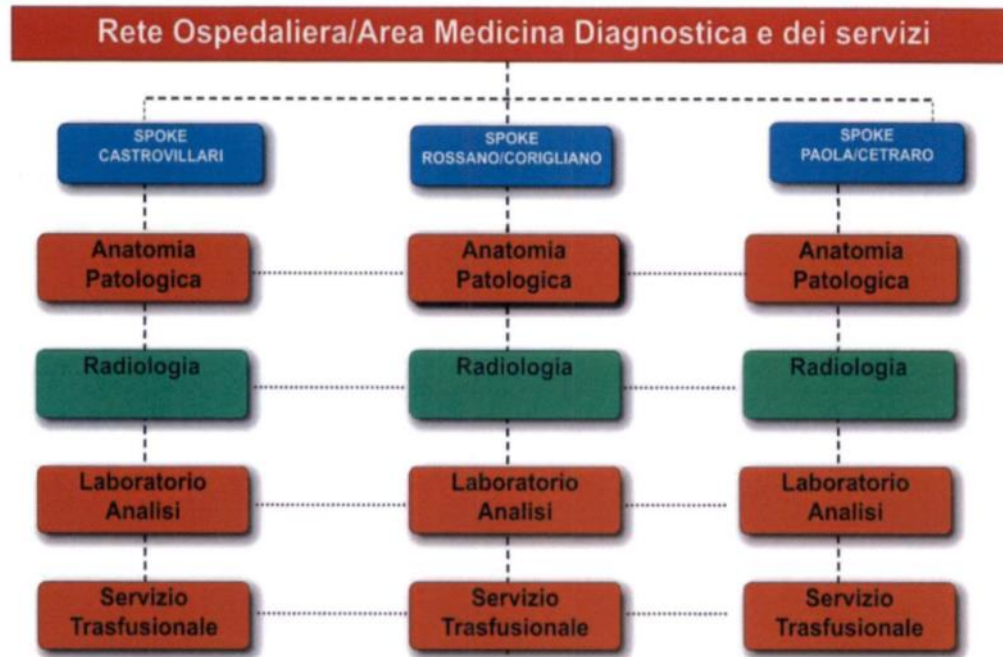 Rete Ospedaliera/Area Medicina Diagnostica e dei servizi
SPOKE
CASTROVILLARI
SPOKE
ROSSANO/CORIGLIANO
SPOKE
PAOLA/CETRARO
Anatomia
Patologica
Anatomia
Patologica
Anatomia
Patologica
Radiologia
Radiologia
Radiologia
Laboratorio
Analisi
Laboratorio
Analisi
Laboratorio
Analisi
Servizio
Trasfusionale
Servizio
Trasfusionale
Servizio
Trasfusionale